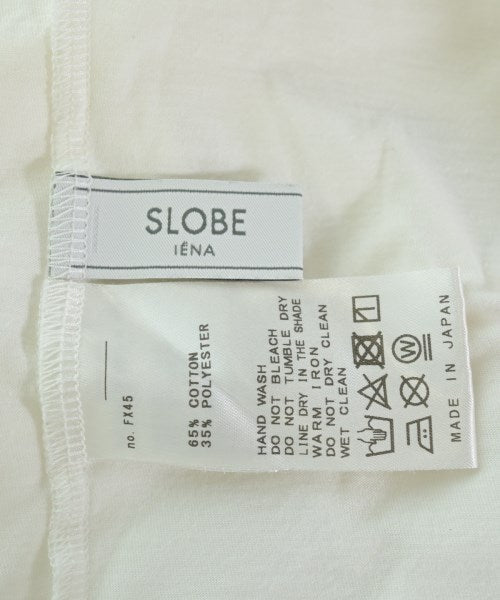 SLOBE
IÉNA
no. FX45
65% COTTON
35% POLYESTER
HAND WASH
DO NOT BLEACH
DO NOT TUMBLE DRY
LINE DRY IN THE SHADE
WARM IRON
DO NOT DRY CLEAN
WET CLEAN
W
MADE IN JAPAN